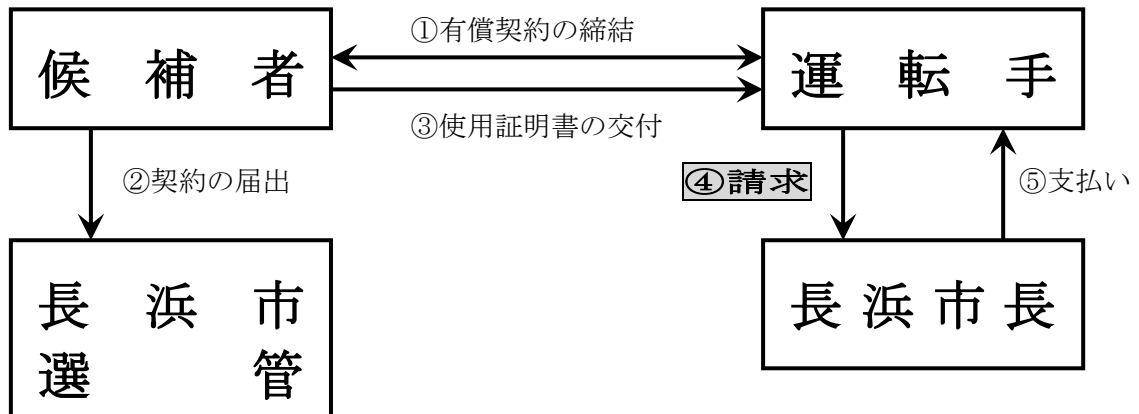 ①有償契約の締結
候補者
運転手
③使用証明書の交付
②契約の届出
④請求
⑤支払い
長浜市
選管
長浜市長